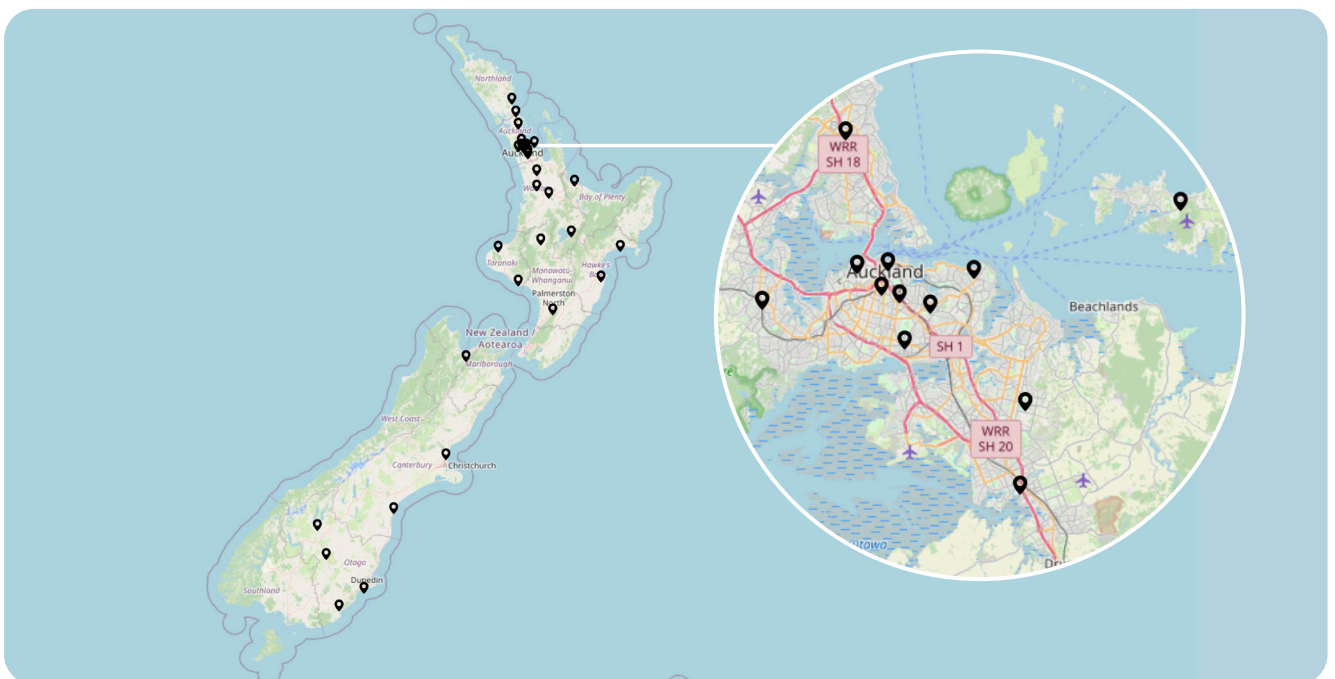 Northland
Auckland
Auckland
Bay of Plenty
Taranaki
Manawatū-
Whanganui
Hawke's
Palmerston
North
New Zealand /
Aotearoa
Marlborough
West Coast
Canterbury
Christchurch
Otago
Dunedin
Southland
WRR
SH 18
Auckland
Beachlands
SH 1
WRR
SH 20